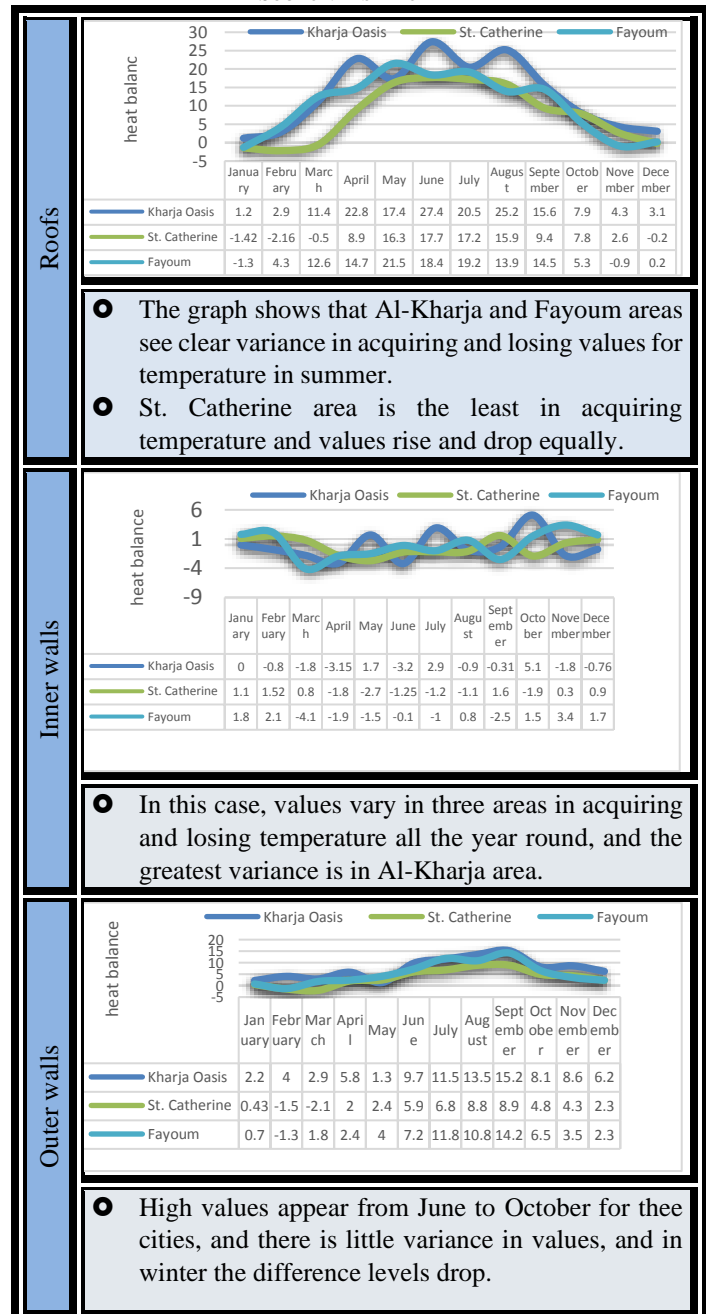 Roofs
30
25
20
15
10
5
0
-5
heat balanc
Kharja Oasis St. Catherine Fayoum
Janua ry Febru ary Marc h April May June July Augus t Septe mber Octob er Nove mber Dece mber
Kharja Oasis 1.2 2.9 11.4 22.8 17.4 27.4 20.5 25.2 15.6 7.9 4.3 3.1
St. Catherine -1.42 -2.16 -0.5 8.9 16.3 17.7 17.2 15.9 9.4 7.8 2.6 -0.2
Fayoum -1.3 4.3 12.6 14.7 21.5 18.4 19.2 13.9 14.5 5.3 -0.9 0.2
The graph shows that Al-Kharja and Fayoum areas
see clear variance in acquiring and losing values for
temperature in summer.
St. Catherine area is the least in acquiring
temperature and values rise and drop equally.
Inner walls
6
1
-4
-9
heat balance
Kharja Oasis St. Catherine Fayoum
Janu ary Febr uary Marc h April May June July Augu st Sept emb er Octo ber Nove mber Dece mber
Kharja Oasis 0 -0.8 -1.8 -3.15 1.7 -3.2 2.9 -0.9 -0.31 5.1 -1.8 -0.76
St. Catherine 1.1 1.52 0.8 -1.8 -2.7 -1.25 -1.2 -1.1 1.6 -1.9 0.3 0.9
Fayoum 1.8 2.1 -4.1 -1.9 -1.5 -0.1 -1 0.8 -2.5 1.5 3.4 1.7
In this case, values vary in three areas in acquiring
and losing temperature all the year round, and the
greatest variance is in Al-Kharja area.
Outer walls
20
15
10
5
0
-5
heat balance
Kharja Oasis St. Catherine Fayoum
Jan uary Febr uary Mar ch Apri l May Jun e July Aug ust Sept emb er Oct obe r Nov emb er Dec emb er
Kharja Oasis 2.2 4 2.9 5.8 1.3 9.7 11.5 13.5 15.2 8.1 8.6 6.2
St. Catherine 0.43 -1.5 -2.1 2 2.4 5.9 6.8 8.8 8.9 4.8 4.3 2.3
Fayoum 0.7 -1.3 1.8 2.4 4 7.2 11.8 10.8 14.2 6.5 3.5 2.3
High values appear from June to October for thee
cities, and there is little variance in values, and in
winter the difference levels drop.